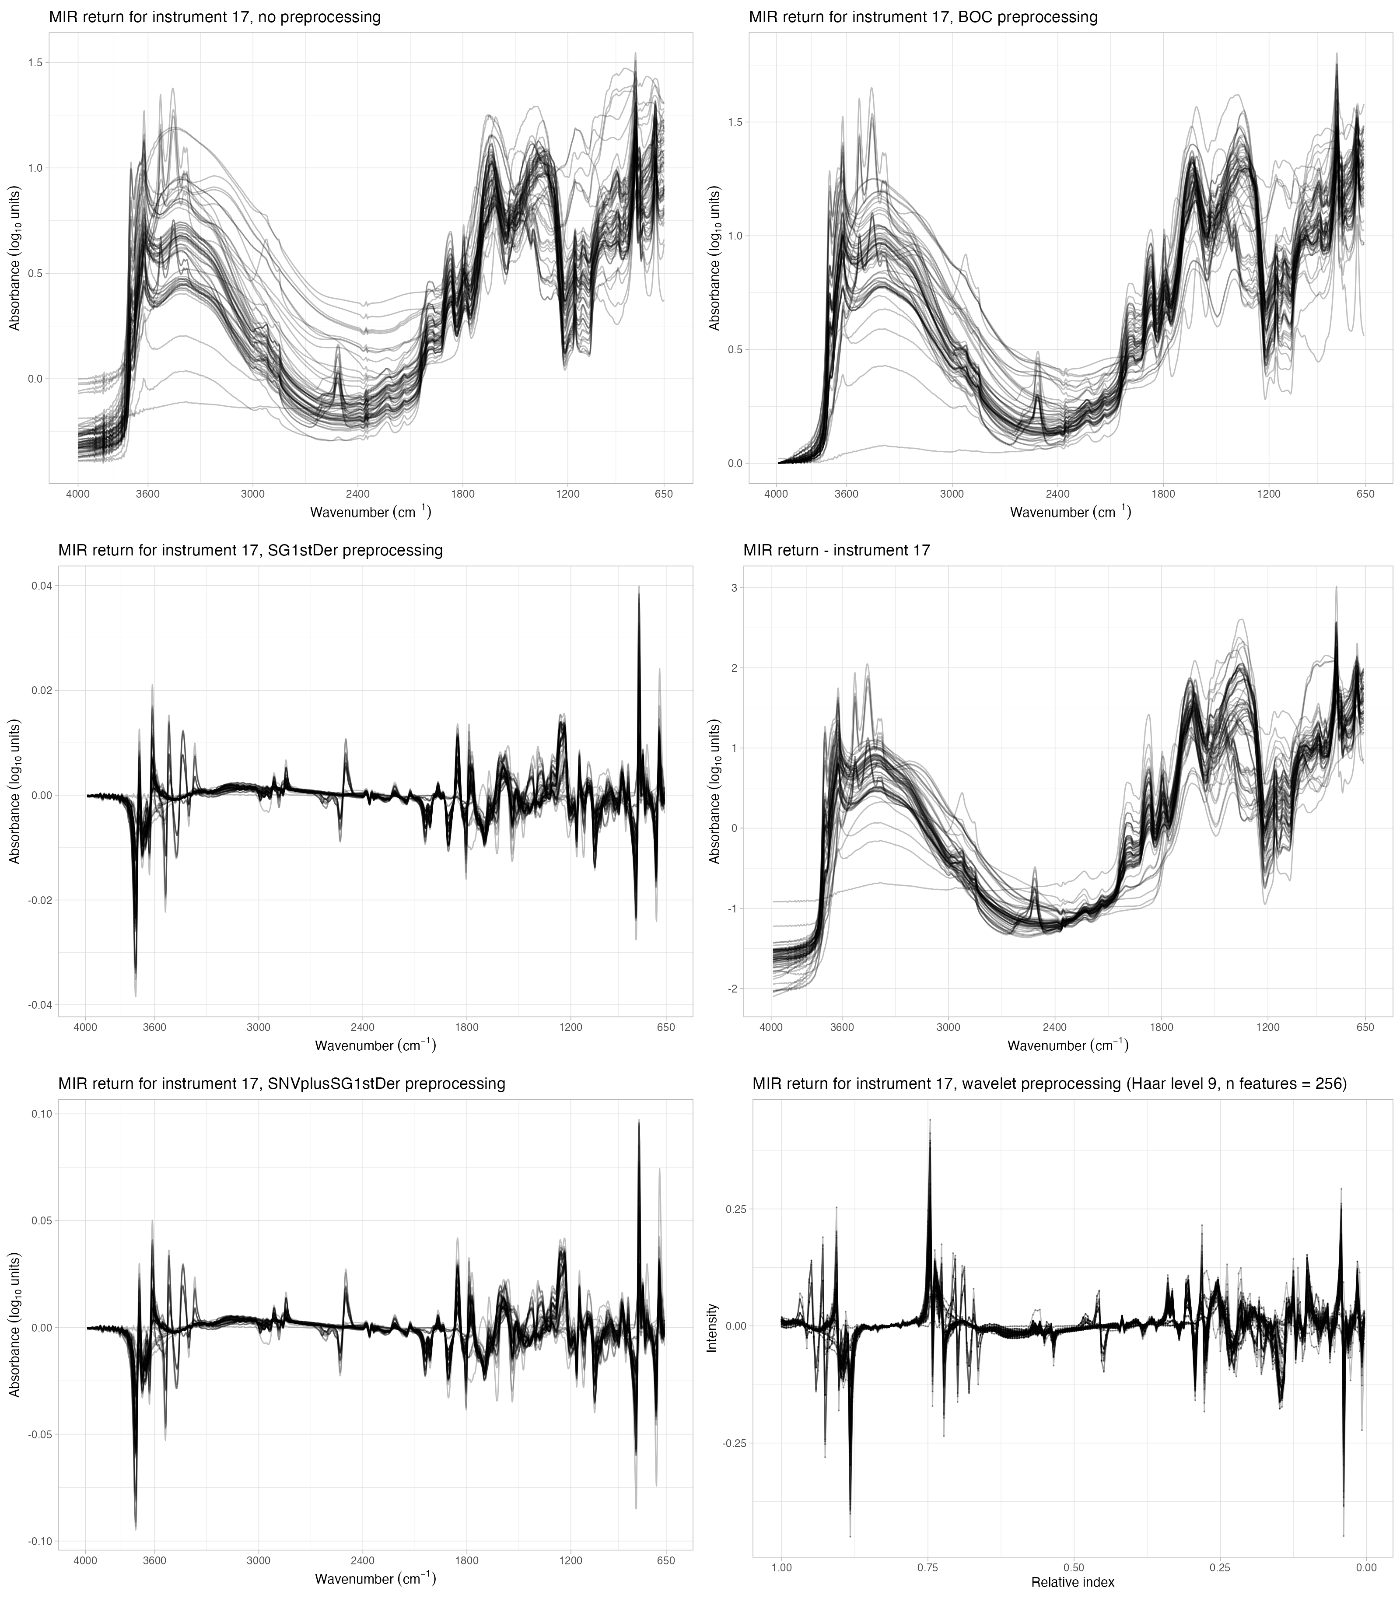 MIR return for instrument 17, no preprocessing
Absorbance (log10 units)
1.5
1.0
0.5
0.0
4000 3600 3000 2400 1800 1200 650
Wavenumber (cm −1)
MIR return for instrument 17, BOC preprocessing
Absorbance (log10 units)
1.5
1.0
0.5
0.0
4000 3600 3000 2400 1800 1200 650
Wavenumber (cm −1)
MIR return for instrument 17, SG1stDer preprocessing
Absorbance (log10 units)
0.04
0.02
0.00
-0.02
-0.04
4000 3600 3000 2400 1800 1200 650
Wavenumber (cm−1)
MIR return - instrument 17
Absorbance (log10 units)
3
2
1
0
-1
-2
4000 3600 3000 2400 1800 1200 650
Wavenumber (cm−1)
MIR return for instrument 17, SNVplusSG1stDer preprocessing
Absorbance (log10 units)
0.10
0.05
0.00
-0.05
-0.10
4000 3600 3000 2400 1800 1200 650
Wavenumber (cm−1)
MIR return for instrument 17, wavelet preprocessing (Haar level 9, n features = 256)
Intensity
0.25
0.00
-0.25
1.00 0.75 0.50 0.25 0.00
Relative index